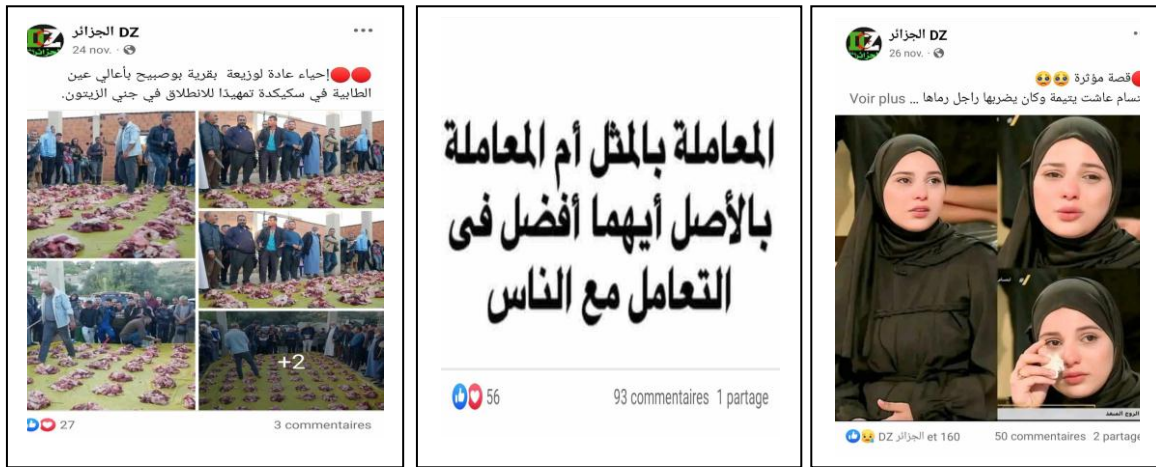 الجزائر DZ
24 nov.
إحياء عادة لوزيعة بقرية بوصبيح بأعالي عين
الطابية في سكيكدة تمهيدًا للانطلاق في جني الزيتون.
+2
27
3 commentaires
المعاملة بالمثل أم المعاملة
بالأصل أيهما أفضل فى
التعامل مع الناس
56
93 commentaires 1 partage
الجزائر DZ
26 nov.
قصة مؤثرة
تسام عاشت يتيمة وكان يضربها راجل رماها ... Voir plus
الجزائر DZ et 160
50 commentaires 2 partage